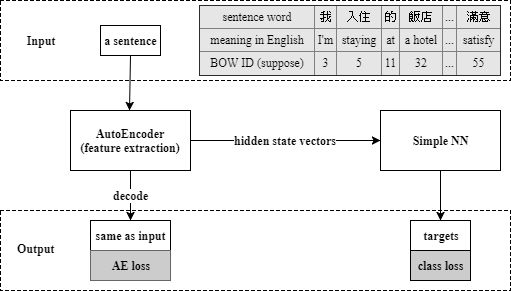 sentence word 我 入住 的 飯店 ... 滿意
Input a sentence meaning in English I'm staying at a hotel ... satisfy
BOW ID (suppose) 3 5 11 32 ... 55
AutoEncoder
(feature extraction)
hidden state vectors
Simple NN
decode
same as input
targets
Output
AE loss
class loss